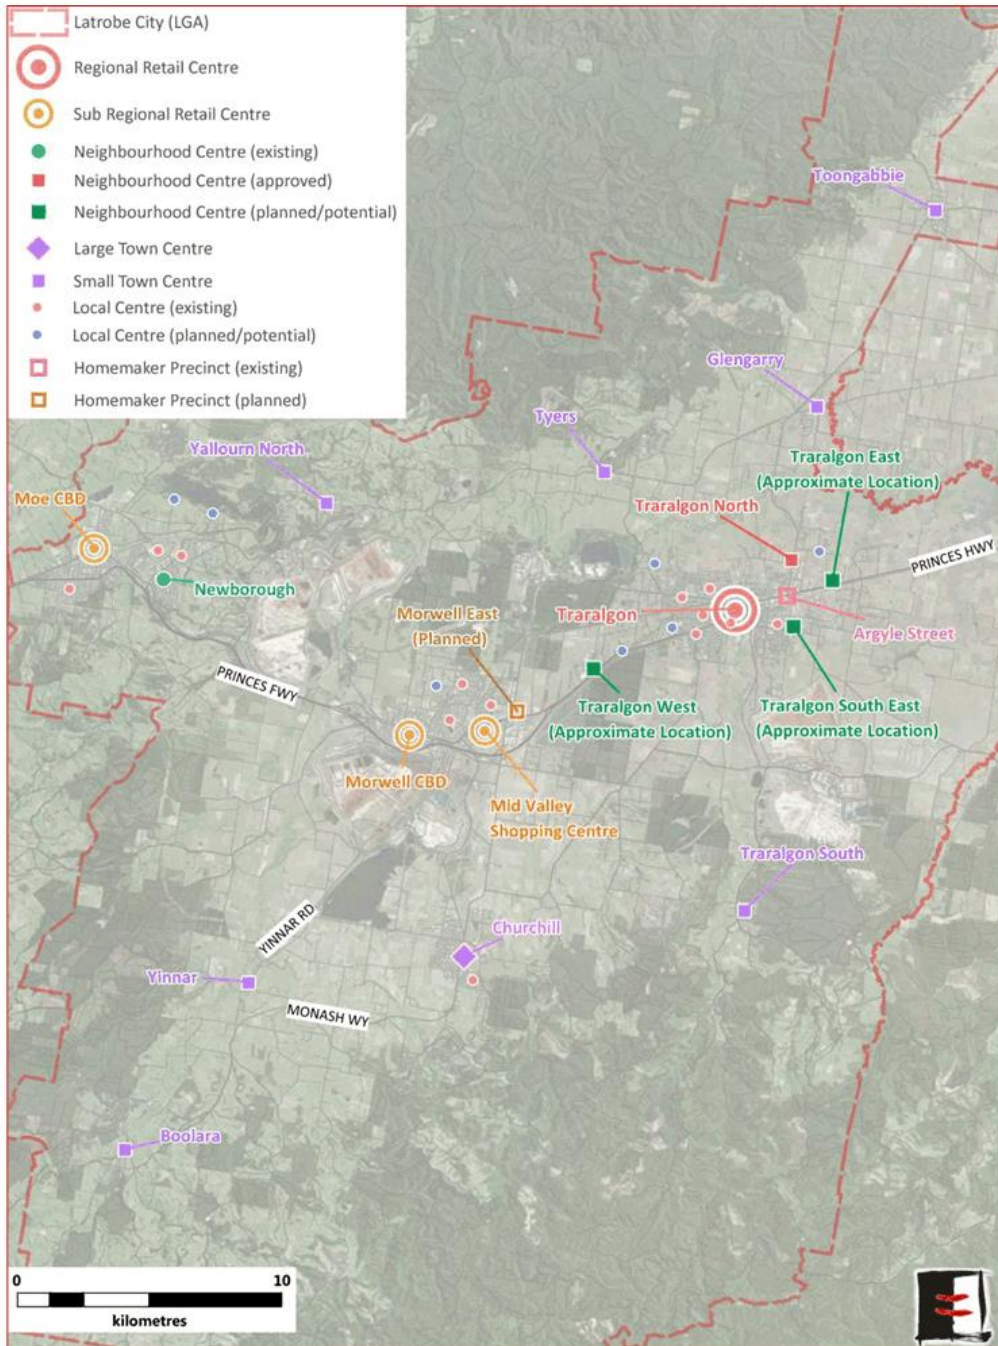 Latrobe City (LGA)
Regional Retail Centre
Sub Regional Retail Centre
Neighbourhood Centre (existing)
Neighbourhood Centre (approved)
Neighbourhood Centre (planned/potential)
Large Town Centre
Small Town Centre
Local Centre (existing)
Local Centre (planned/potential)
Homemaker Precinct (existing)
Homemaker Precinct (planned)
Toongabbie
Glengarry
Tyers
Yallourn North
Traralgon East
(Approximate Location)
Moe CBD
Traralgon North
PRINCES HWY
Newborough
Morwell East
(Planned)
Traralgon
Argyle Street
PRINCES FWY
Traralgon West
(Approximate Location)
Traralgon South East
(Approximate Location)
Morwell CBD
Mid Valley
Shopping Centre
Traralgon South
YINNAR RD
Churchill
Yinnar
MONASH WY
Boolara
0 10
kilometres